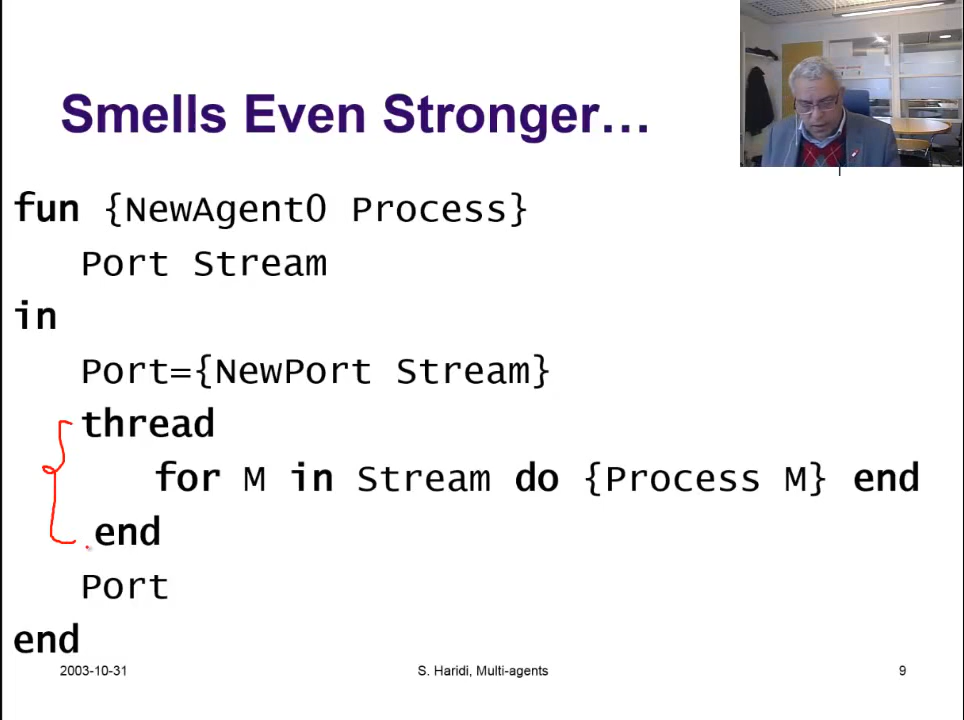 Smells Even Stronger…
fun {NewAgent0 Process}
Port Stream
in
Port={NewPort Stream}
thread
for M in Stream do {Process M} end
end
Port
end
2003-10-31
S. Haridi, Multi-agents
9